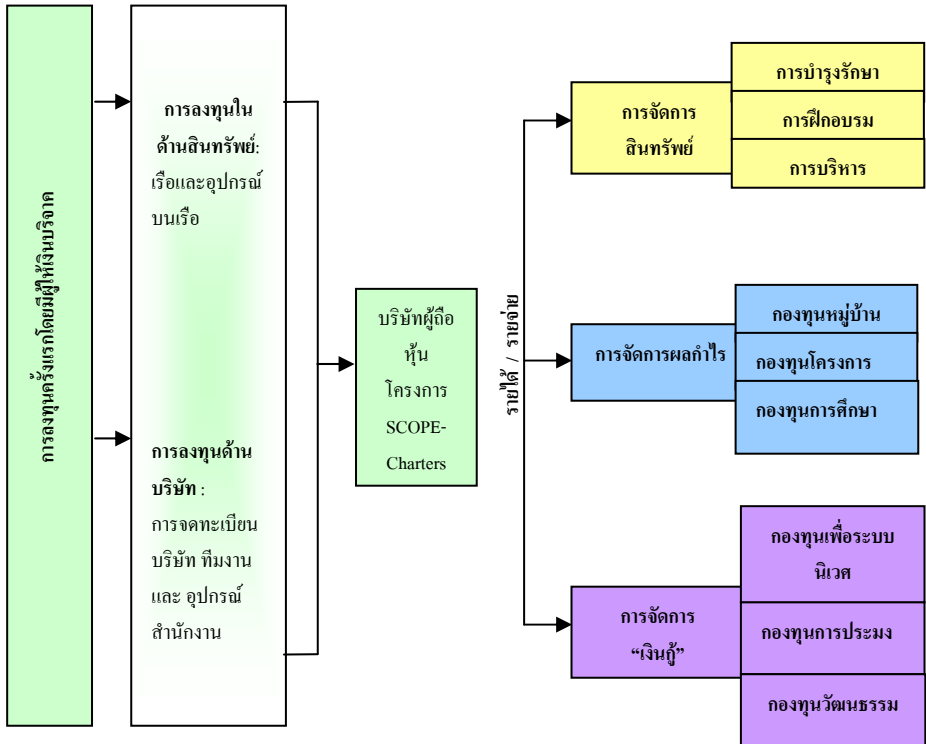 การลงทุนครั้งแรกโดยมีผู้ให้เงินบริจาค
การลงทุนใน
ด้านสินทรัพย์:
เรือและอุปกรณ์
บนเรือ
การลงทุนด้าน
บริษัท :
การจดทะเบียน
บริษัท ทีมงาน
และ อุปกรณ์
สำนักงาน
บริษัทผู้ถือ
หุ้น
โครงการ
SCOPE-
Charters
รายได้ / รายจ่าย
การจัดการ
สินทรัพย์
การบำรุงรักษา
การฝึกอบรม
การบริหาร
การจัดการผลกำไร
กองทุนหมู่บ้าน
กองทุนโครงการ
กองทุนการศึกษา
การจัดการ
“เงินกู้”
กองทุนเพื่อระบบ
นิเวศ
กองทุนการประมง
กองทุนวัฒนธรรม